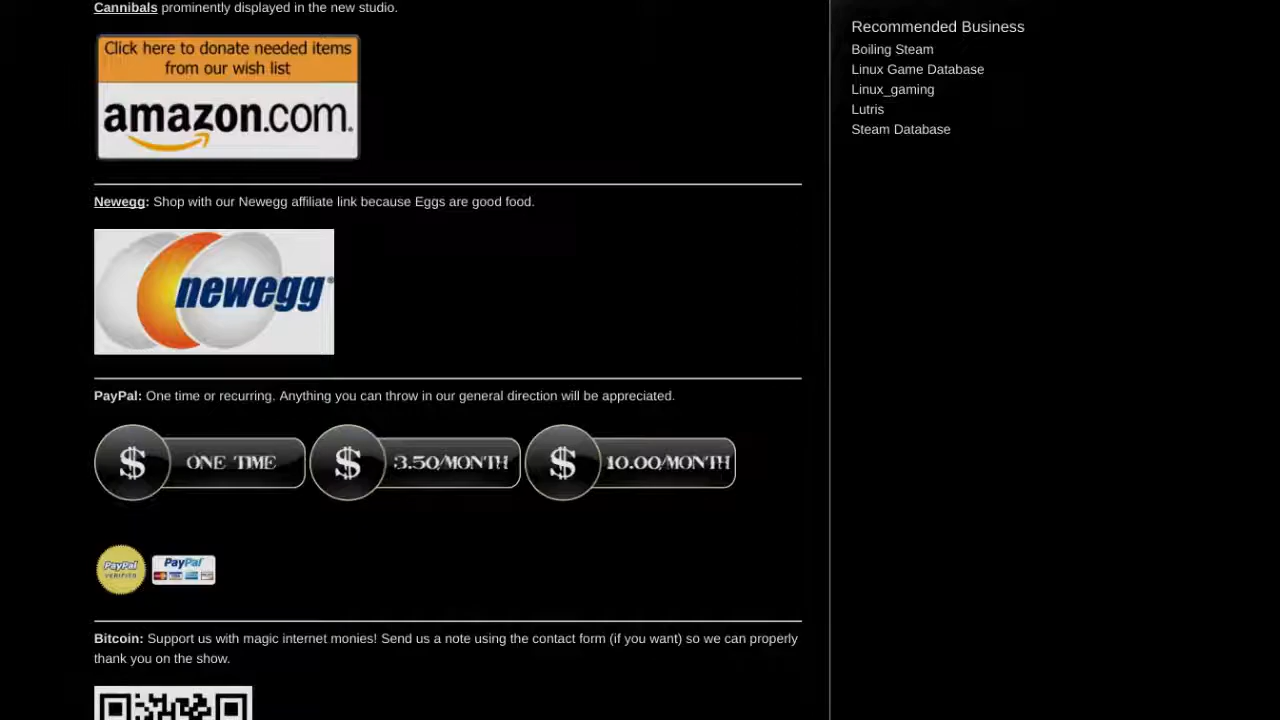 Cannibals prominently displayed in the new studio.
Click here to donate needed items
from our wish list
amazon.com.
Newegg: Shop with our Newegg affiliate link because Eggs are good food.
newegg
PayPal: One time or recurring. Anything you can throw in our general direction will be appreciated.
$ ONE TIME
$ 3.50/MONTH
$ 10.00/MONTH
PayPal
VERIFIED
PayPal
Bitcoin: Support us with magic internet monies! Send us a note using the contact form (if you want) so we can properly
thank you on the show.
Recommended Business
Boiling Steam
Linux Game Database
Linux_gaming
Lutris
Steam Database